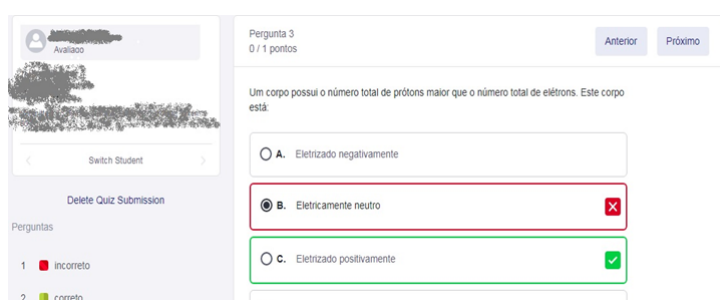 Avaliaoo
Switch Student
Delete Quiz Submission
Perguntas
1 incorreto
2 correto
Pergunta 3
0 / 1 pontos
Anterior
Próximo
Um corpo possui o número total de prótons maior que o número total de elétrons. Este corpo
está:
A. Eletrizado negativamente
B. Eletricamente neutro
C. Eletrizado positivamente